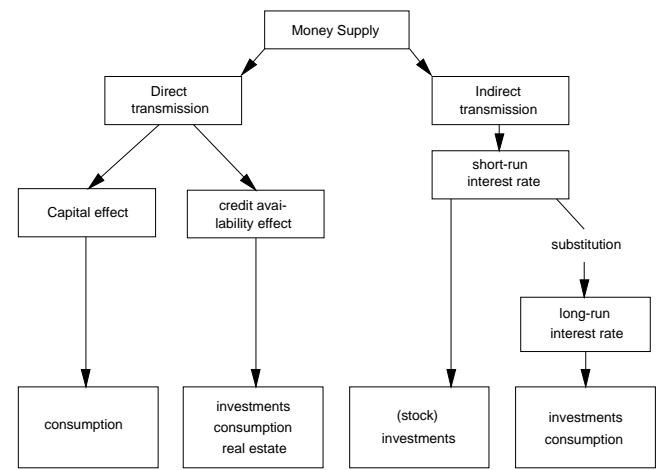 Money Supply
Direct
transmission
Indirect
transmission
short-run
interest rate
Capital effect
credit avai-
lability effect
substitution
long-run
interest rate
consumption
investments
consumption
real estate
(stock)
investments
investments
consumption